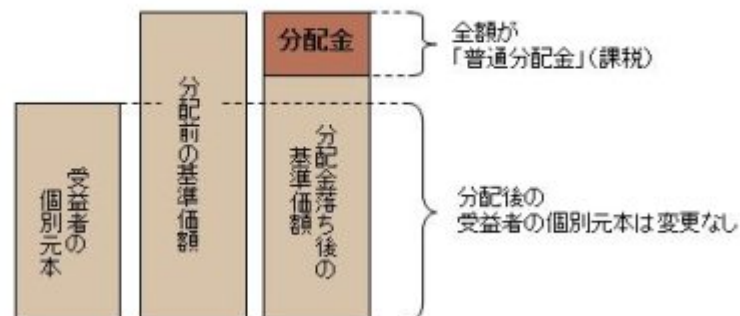 受益者の
個別元本
分配前の基準価額
分配金
分配金落ち後の
基準価額
全額が
「普通分配金」(課税)
分配後の
受益者の個別元本は変更なし